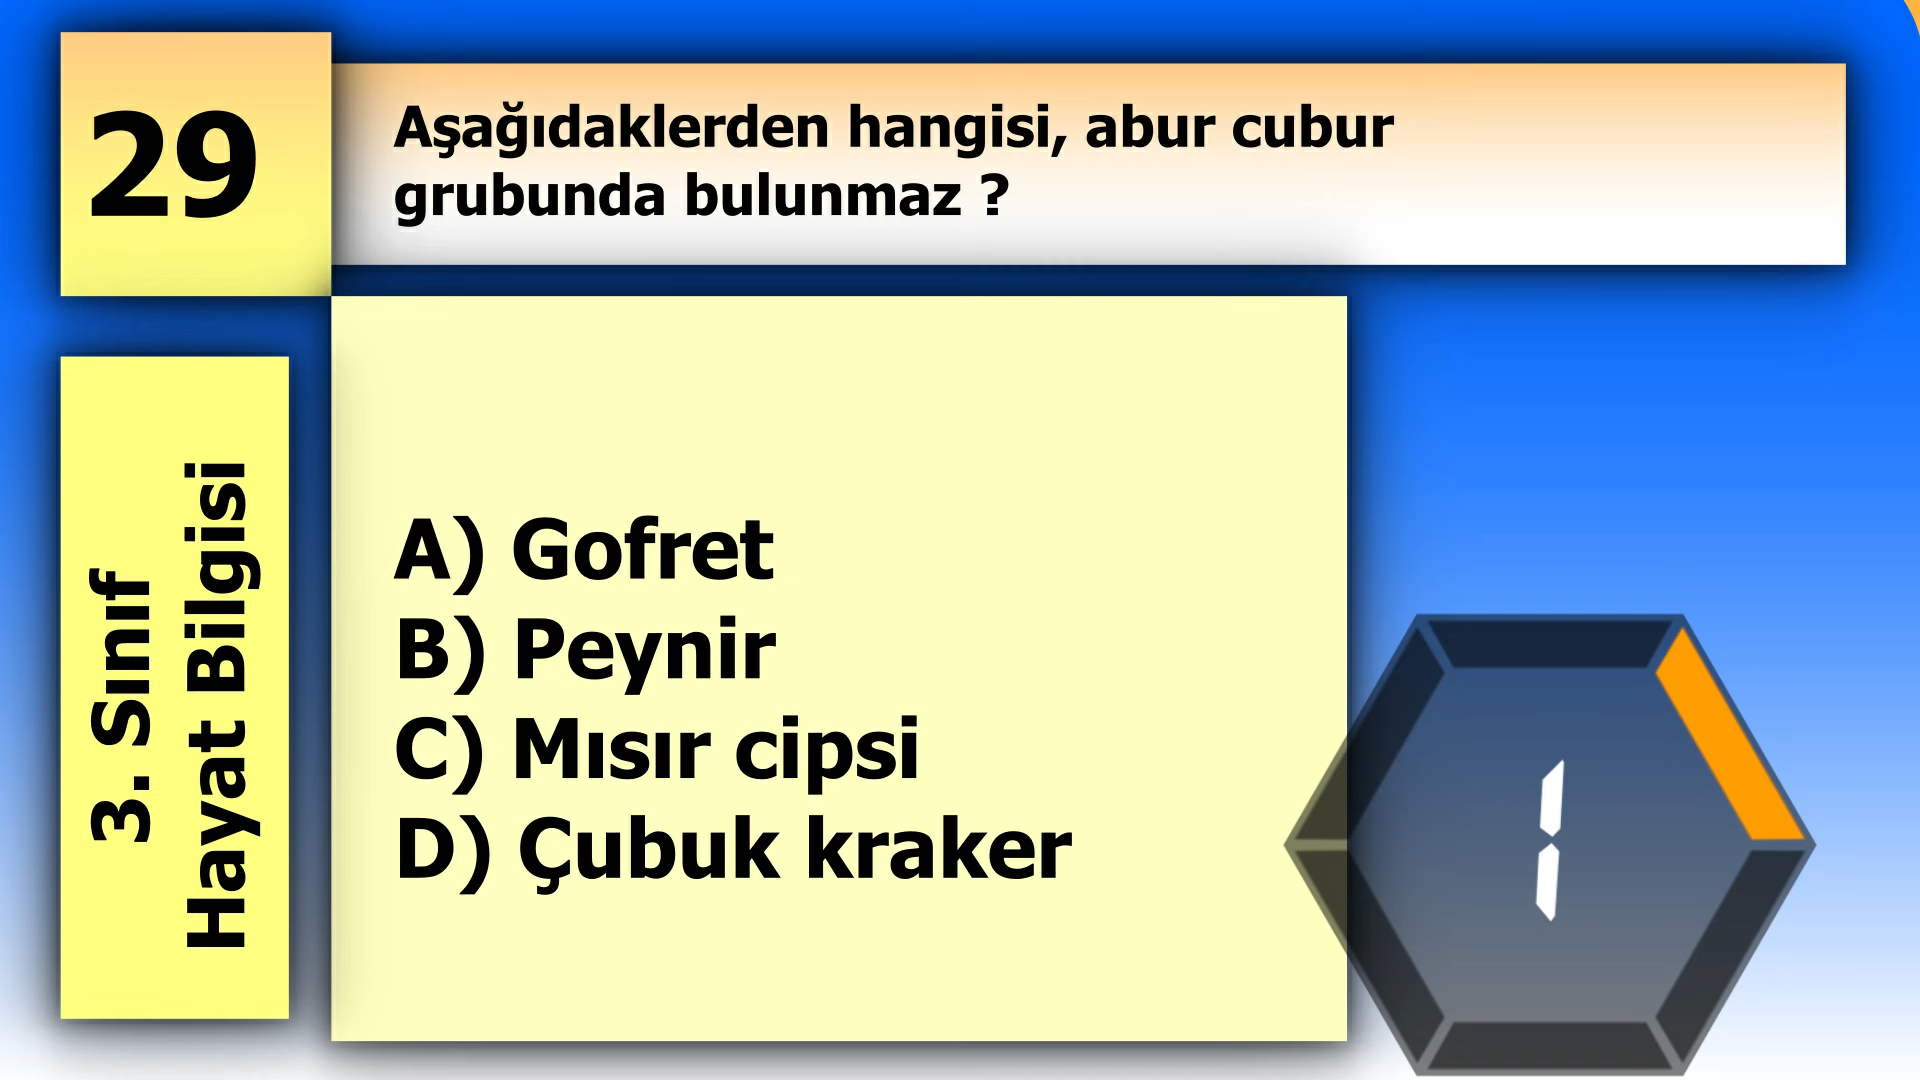 29
Aşağıdaklerden hangisi, abur cubur
grubunda bulunmaz ?
3. Sınıf
Hayat Bilgisi
A) Gofret
B) Peynir
C) Mısır cipsi
D) Çubuk kraker
1